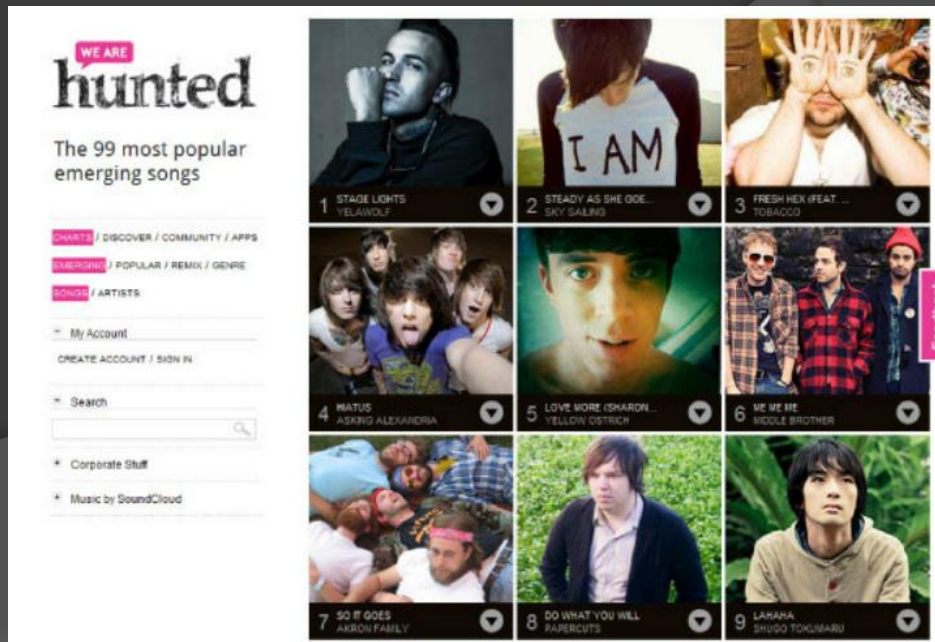 WE ARE
hunted
The 99 most popular
emerging songs
CHARTS / DISCOVER / COMMUNITY / APPS
EMERGING / POPULAR / REMIX / GENRE
SONGS / ARTISTS
My Account
CREATE ACCOUNT / SIGN IN
Search
Corporate Stuff
Music by SoundCloud
I AM
1 STAGE LIGHTS
YELAWOLF
2 STEADY AS SHE GOE...
SKY SAILING
3 FRESH HEX (FEAT. ...
TOBACCO
4 HIATUS
ASKING ALEXANDRIA
5 LOVE MORE (SHARON...
YELLOW OSTRICH
6 ME ME ME
MIDDLE BROTHER
7 SO IT GOES
AKRON FAMILY
8 DO WHAT YOU WILL
PAPERCUTS
9 LAHAHA
SHUGO TOKUMARU